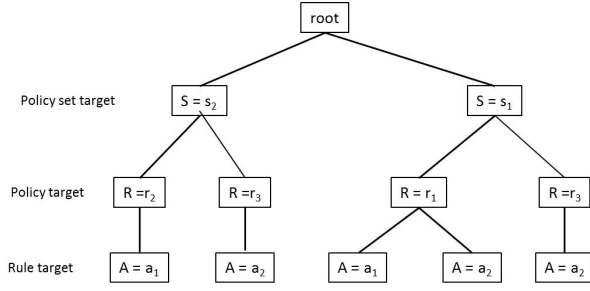 root
Policy set target S = s₂ S = s₁
Policy target R =r₂ R =r₃ R = r₁ R =r₃
Rule target A = a₁ A = a₂ A = a₁ A = a₂ A = a₂